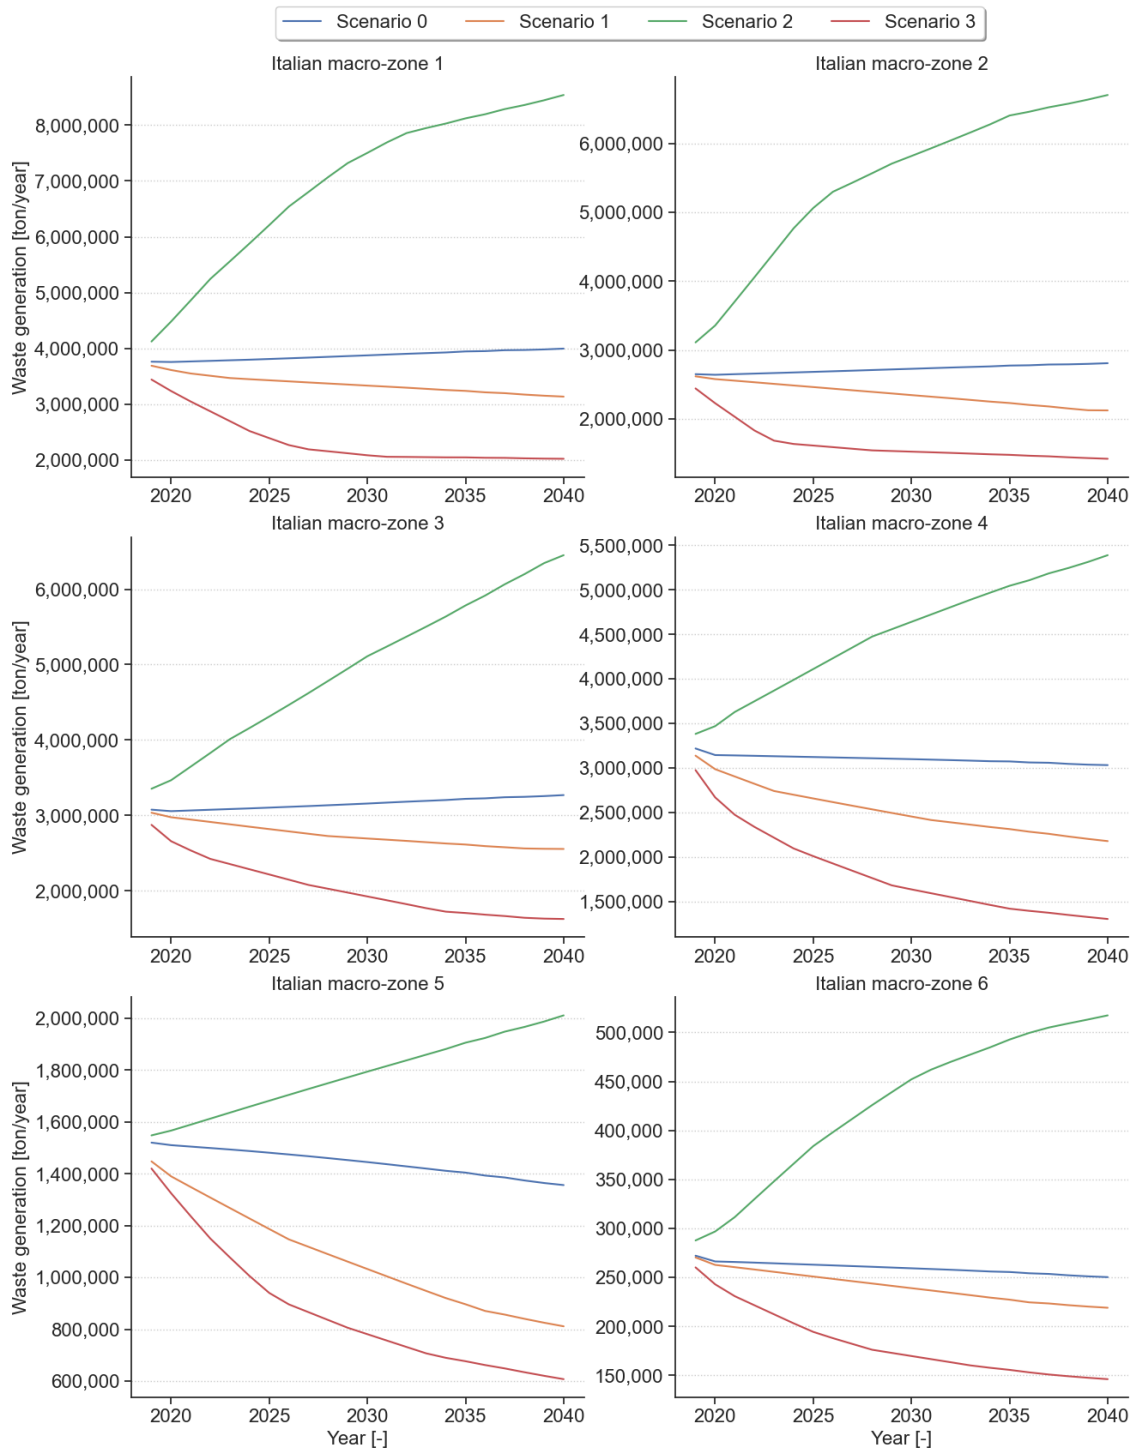 Scenario 0 Scenario 1 Scenario 2 Scenario 3
Italian macro-zone 1
Waste generation [ton/year]
8,000,000
7,000,000
6,000,000
5,000,000
4,000,000
3,000,000
2,000,000
2020 2025 2030 2035 2040
Italian macro-zone 2
6,000,000
5,000,000
4,000,000
3,000,000
2,000,000
2020 2025 2030 2035 2040
Italian macro-zone 3
Waste generation [ton/year]
6,000,000
5,000,000
4,000,000
3,000,000
2,000,000
2020 2025 2030 2035 2040
Italian macro-zone 4
5,500,000
5,000,000
4,500,000
4,000,000
3,500,000
3,000,000
2,500,000
2,000,000
1,500,000
2020 2025 2030 2035 2040
Italian macro-zone 5
Waste generation [ton/year]
2,000,000
1,800,000
1,600,000
1,400,000
1,200,000
1,000,000
800,000
600,000
2020 2025 2030 2035 2040
Year [-]
Italian macro-zone 6
500,000
450,000
400,000
350,000
300,000
250,000
200,000
150,000
2020 2025 2030 2035 2040
Year [-]